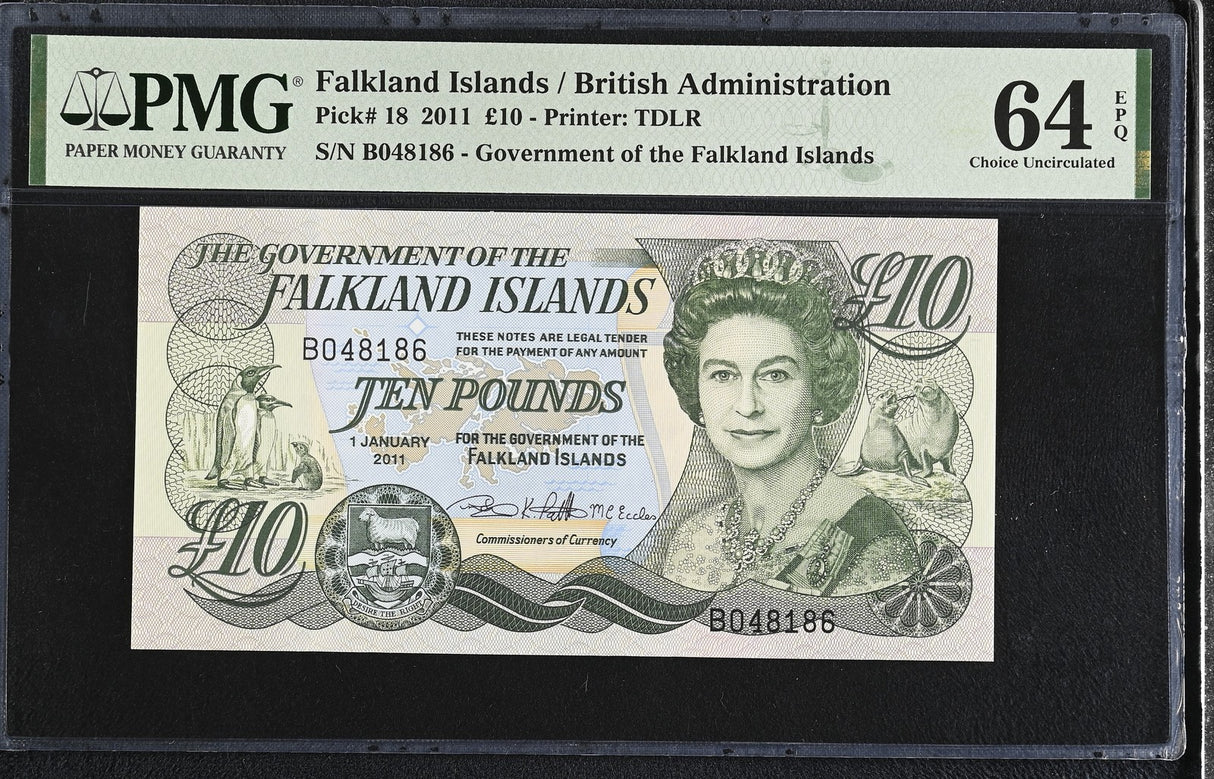 PMG®
PAPER MONEY GUARANTY
Falkland Islands / British Administration
Pick# 18 2011 £10 - Printer: TDLR
S/N B048186 - Government of the Falkland Islands
64
EPQ
Choice Uncirculated
THE GOVERNMENT OF THE
FALKLAND ISLANDS
£10
THESE NOTES ARE LEGAL TENDER
FOR THE PAYMENT OF ANY AMOUNT
B048186
TEN POUNDS
1 JANUARY
2011
FOR THE GOVERNMENT OF THE
FALKLAND ISLANDS
£10
McEccles
Commissioners of Currency
DESIRE THE RIGHT
B048186